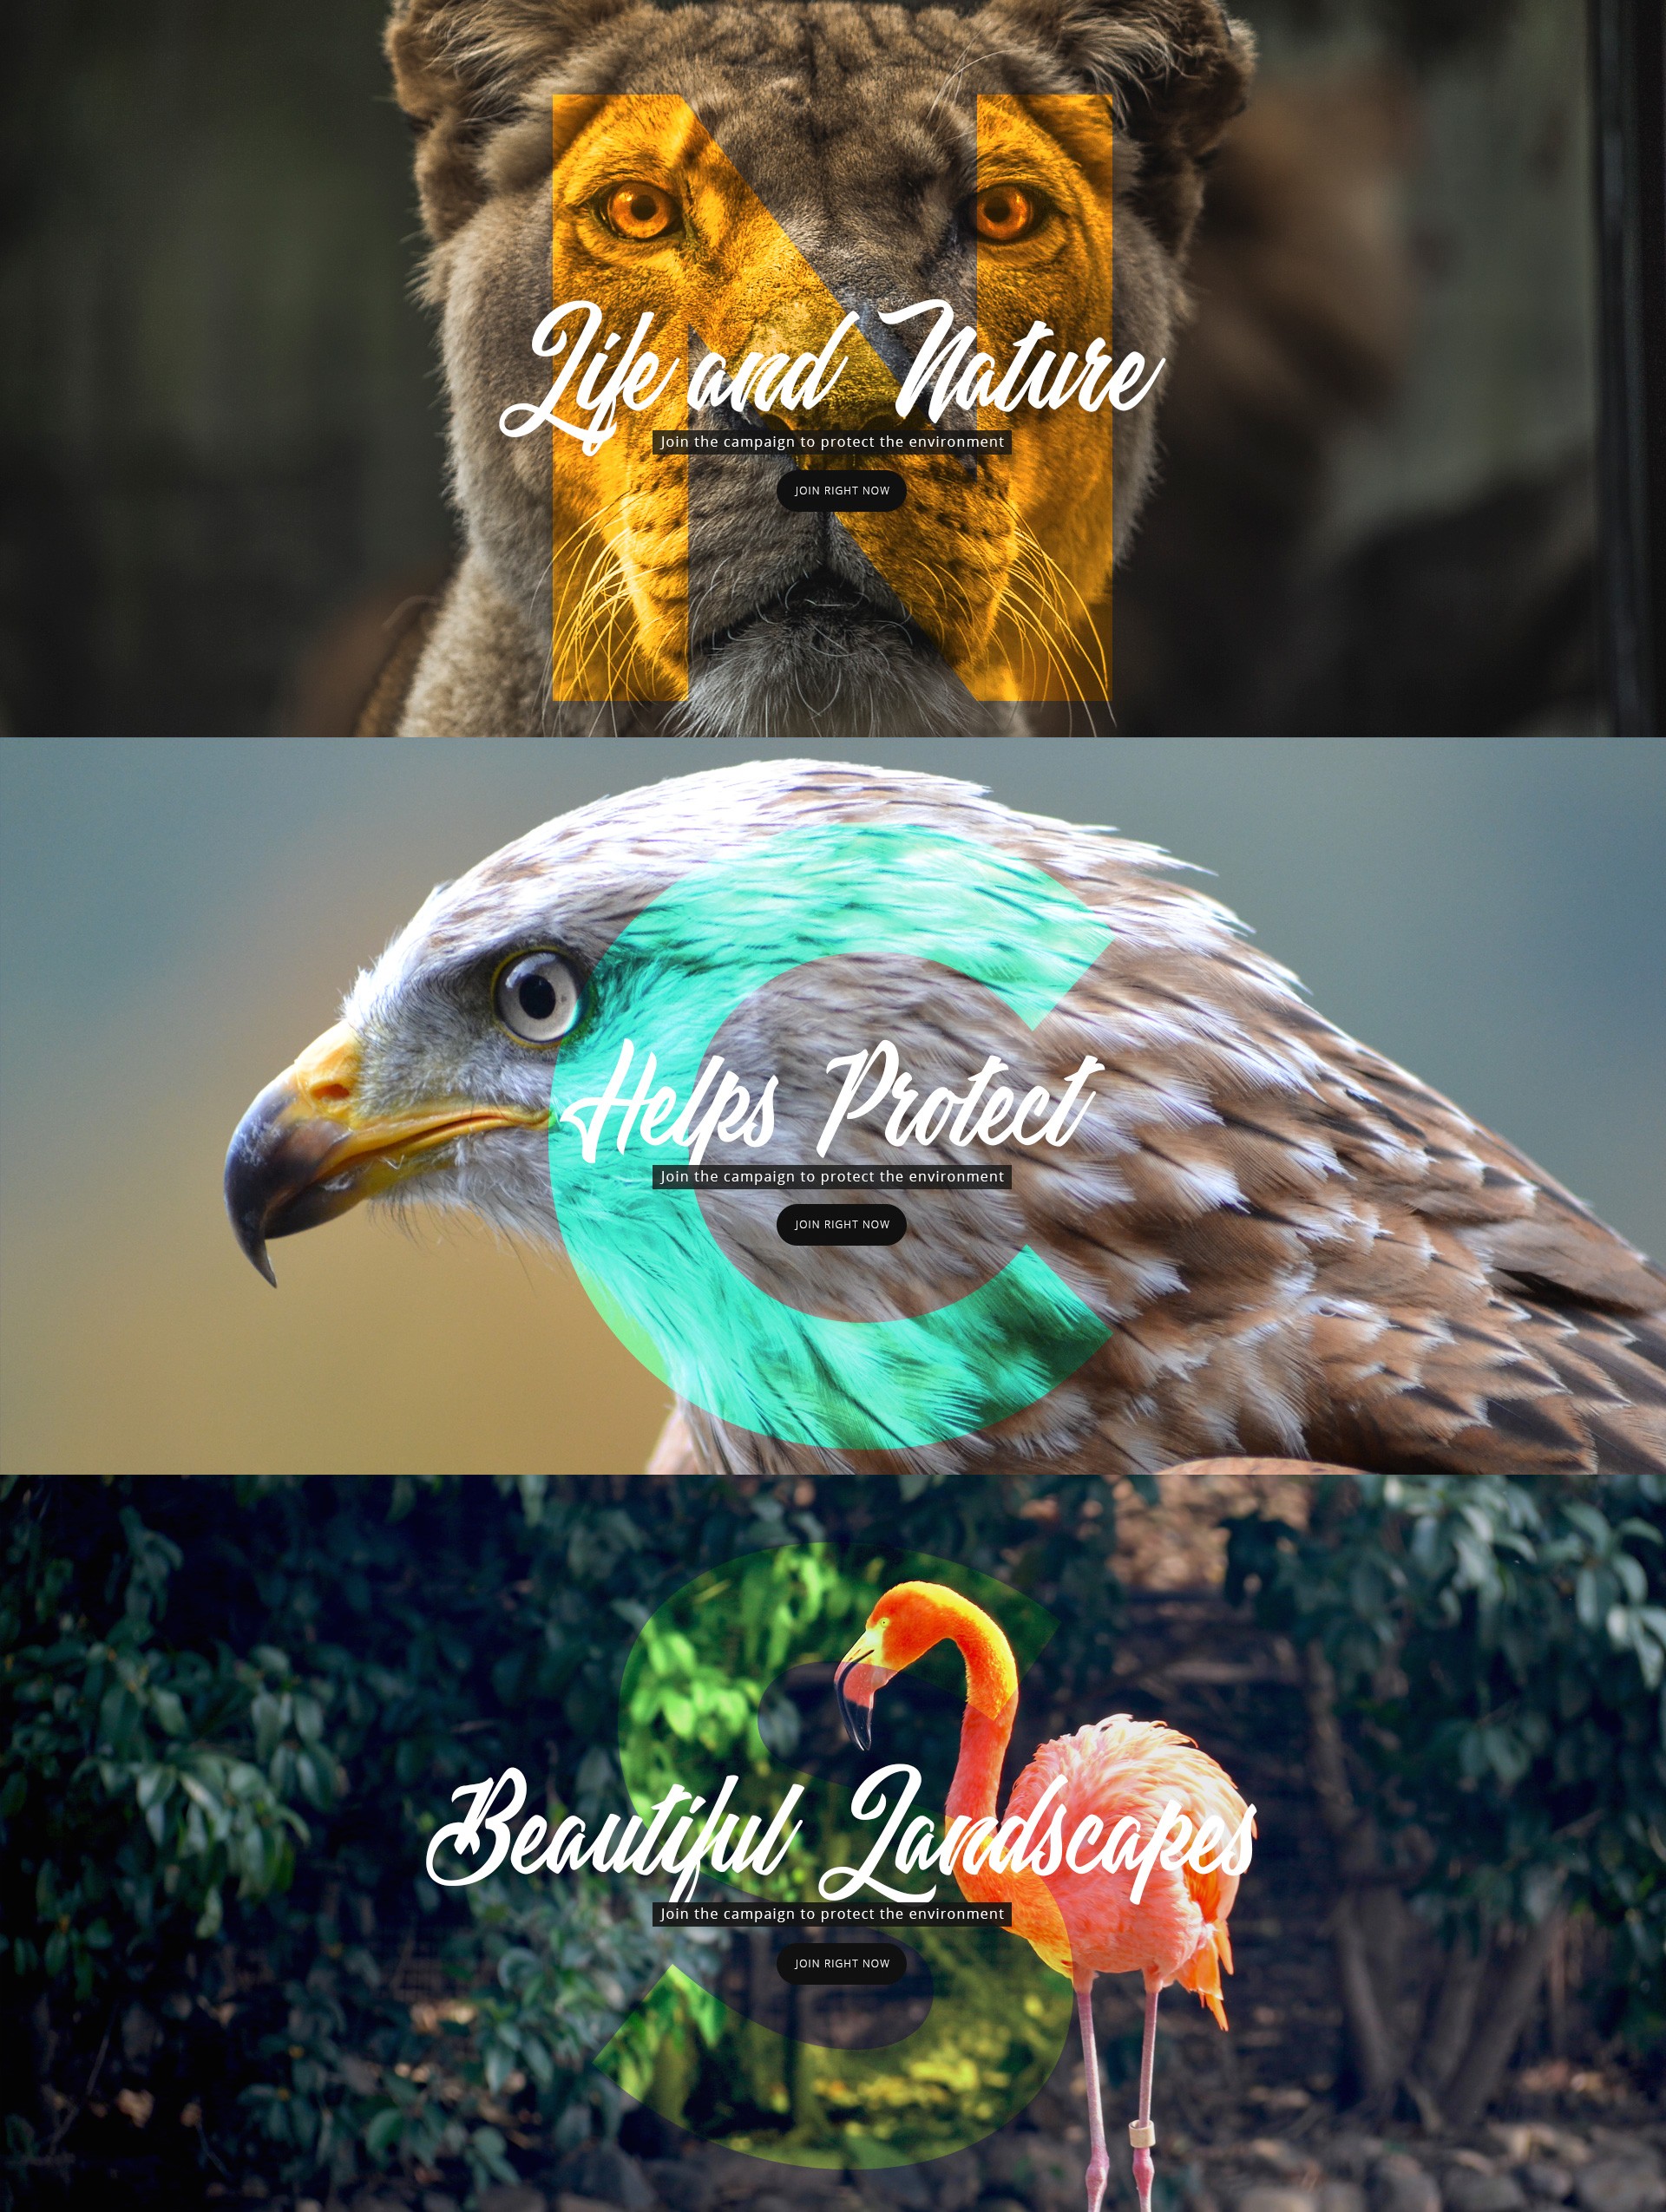 N
Life and Nature
Join the campaign to protect the environment
JOIN RIGHT NOW
C
Helps Protect
Join the campaign to protect the environment
JOIN RIGHT NOW
S
Beautiful Landscapes
Join the campaign to protect the environment
JOIN RIGHT NOW